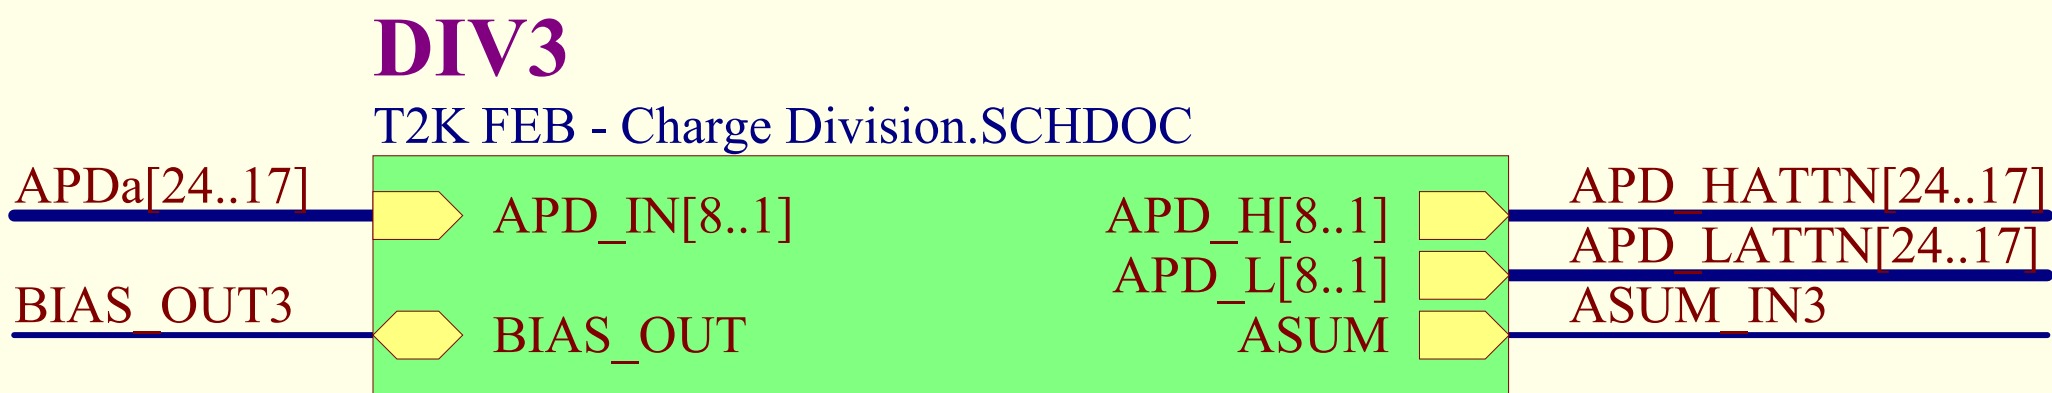 DIV3
T2K FEB - Charge Division.SCHDOC
APDa[24..17]
APD_IN[8..1]
APD_H[8..1]
APD_HATTN[24..17]
APD_L[8..1]
APD_LATTN[24..17]
BIAS_OUT3
BIAS_OUT
ASUM
ASUM_IN3